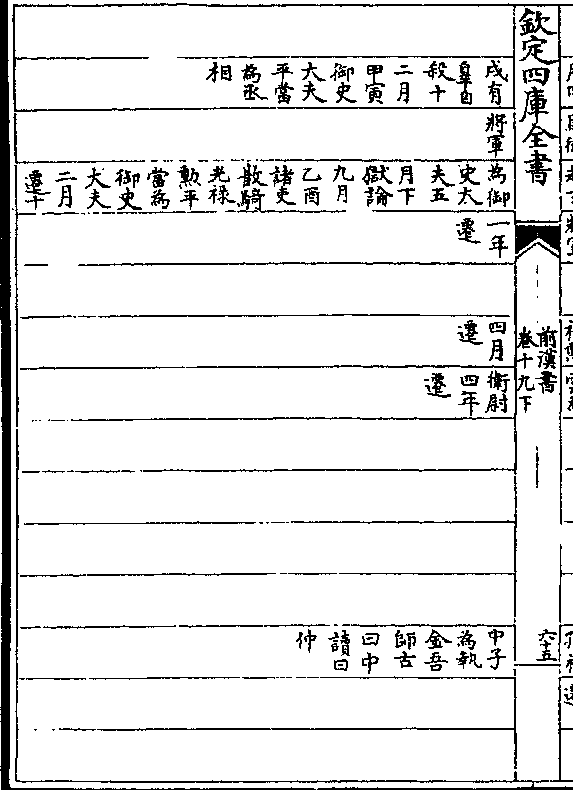 欽定四庫全書
前漢書
卷十九下
六十五
戌有
辠自
殺十
二月
甲寅
御史
大夫
平當
為丞
相
將軍
為御
史大
夫五
月下
獄論
九月
乙酉
諸吏
散騎
光祿
勲平
當為
御史
大夫
二月
遷
一年
遷
四月
遷
衛尉
四年
遷
中子
為執
金吾
師古
曰中
讀曰
仲